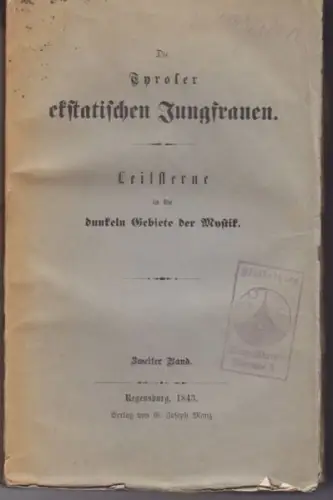 Die
Tyroler
ekstatischen Jungfrauen.
Leitsterne
in die
dunkeln Gebiete der Mystik.
Zweiter Band.
Regensburg, 1843.
Verlag von G. Joseph Manz.